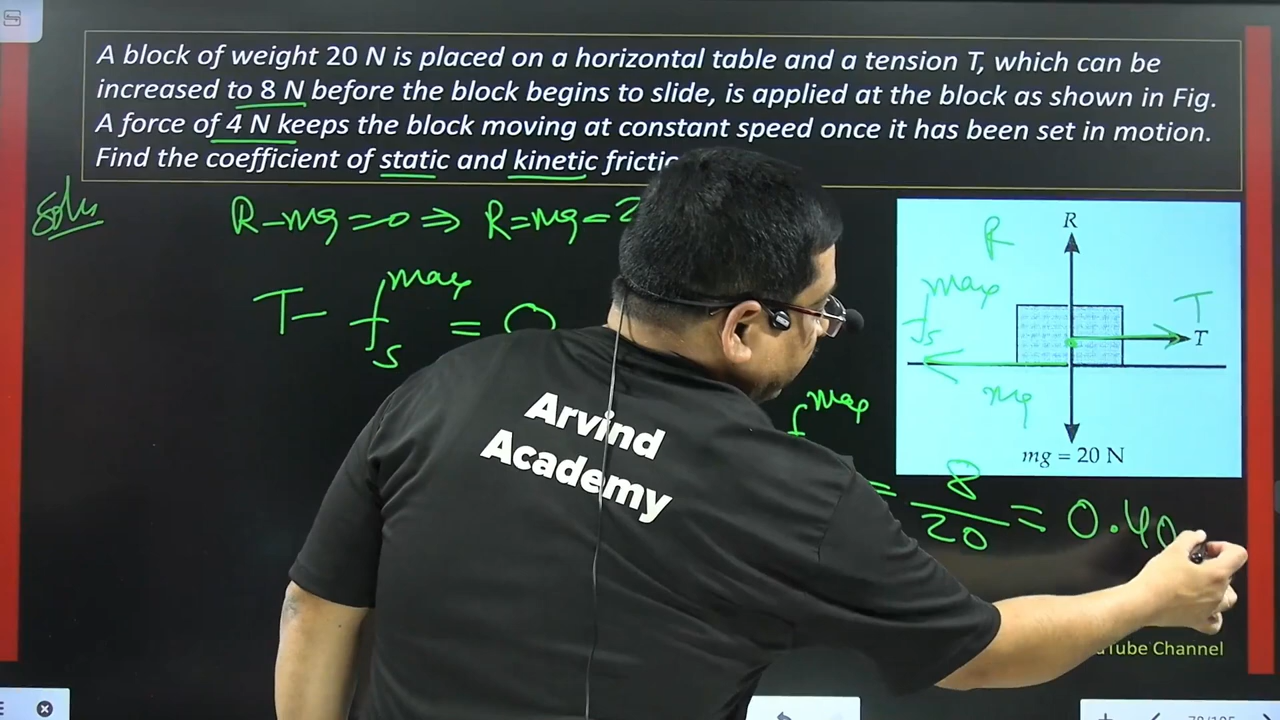 A block of weight 20 N is placed on a horizontal table and a tension T, which can be
increased to 8 N before the block begins to slide, is applied at the block as shown in Fig.
A force of 4 N keeps the block moving at constant speed once it has been set in motion.
Find the coefficient of static and kinetic
Soln
R-mg=0 ⇒ R=mg=2
T- f_s^max = 0
f^max
= 8/20 = 0.40
R
R
f_s^max
T
T
mg
mg = 20 N
Arvind
Academy
Tube Channel